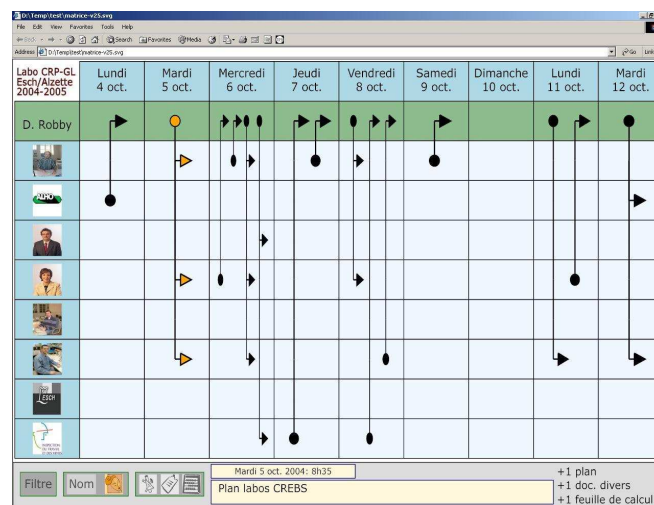 D:\Temp\test\matrice-v25.svg
File Edit View Favorites Tools Help
Search Favorites Media
Address D:\Temp\test\matrice-v25.svg Go
Labo CRP-GL
Esch/Alzette
2004-2005
Lundi
4 oct.
Mardi
5 oct.
Mercredi
6 oct.
Jeudi
7 oct.
Vendredi
8 oct.
Samedi
9 oct.
Dimanche
10 oct.
Lundi
11 oct.
Mardi
12 oct.
D. Robby
ALHO
ESCH
Filtre Nom
Mardi 5 oct. 2004: 8h35
Plan labos CREBS
+1 plan
+1 doc. divers
+1 feuille de calcul